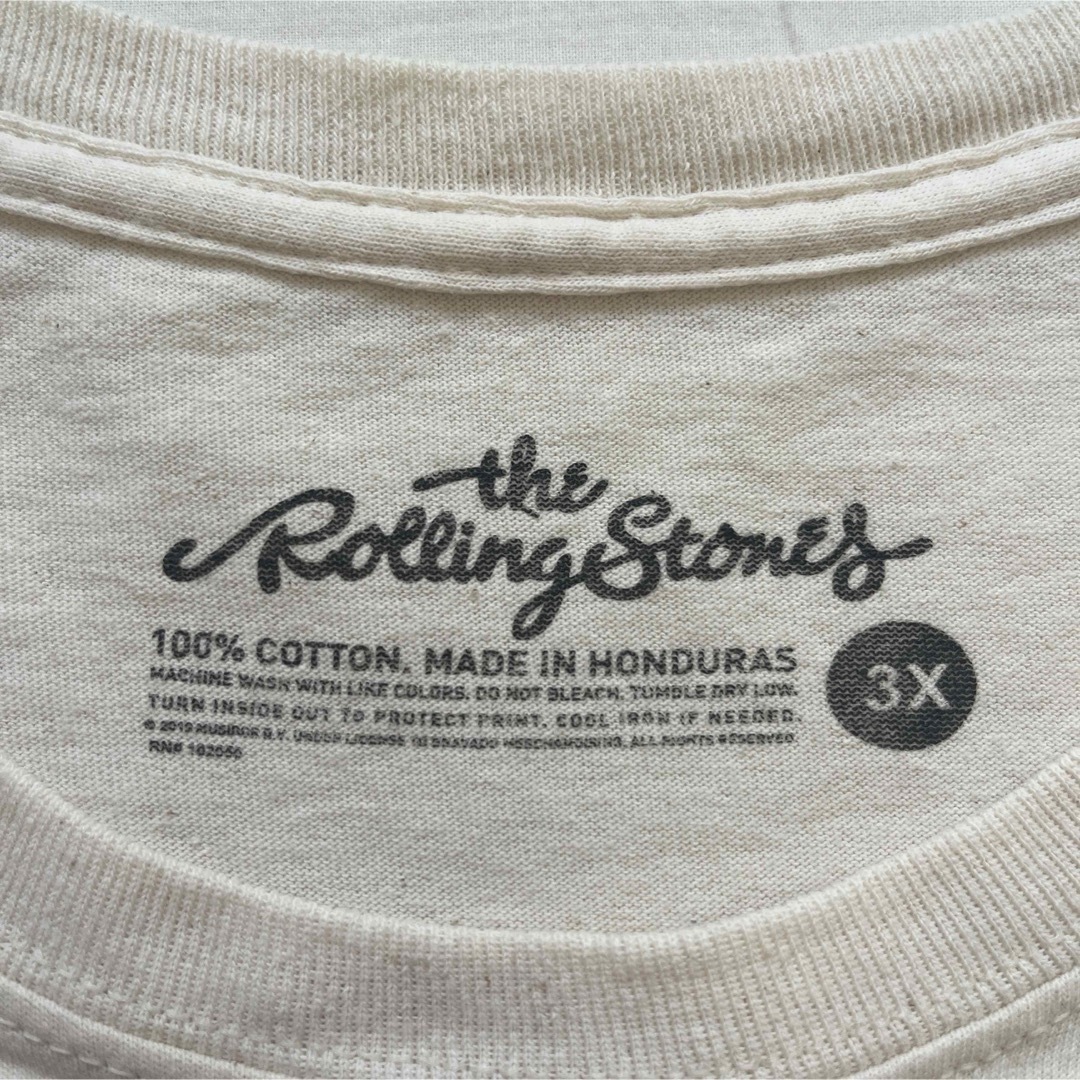 the
Rolling Stones
100% COTTON. MADE IN HONDURAS
3X
MACHINE WASH WITH LIKE COLORS. DO NOT BLEACH. TUMBLE DRY LOW.
TURN INSIDE OUT TO PROTECT PRINT. COOL IRON IF NEEDED.
© 2019 MUSIDOR B.V. UNDER LICENSE TO BRAVADO MERCHANDISING. ALL RIGHTS RESERVED.
RN#